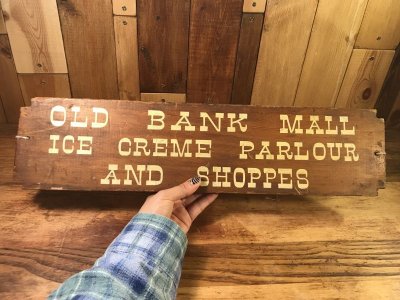 OLD BANK MALL
ICE CREME PARLOUR
AND SHOPPES